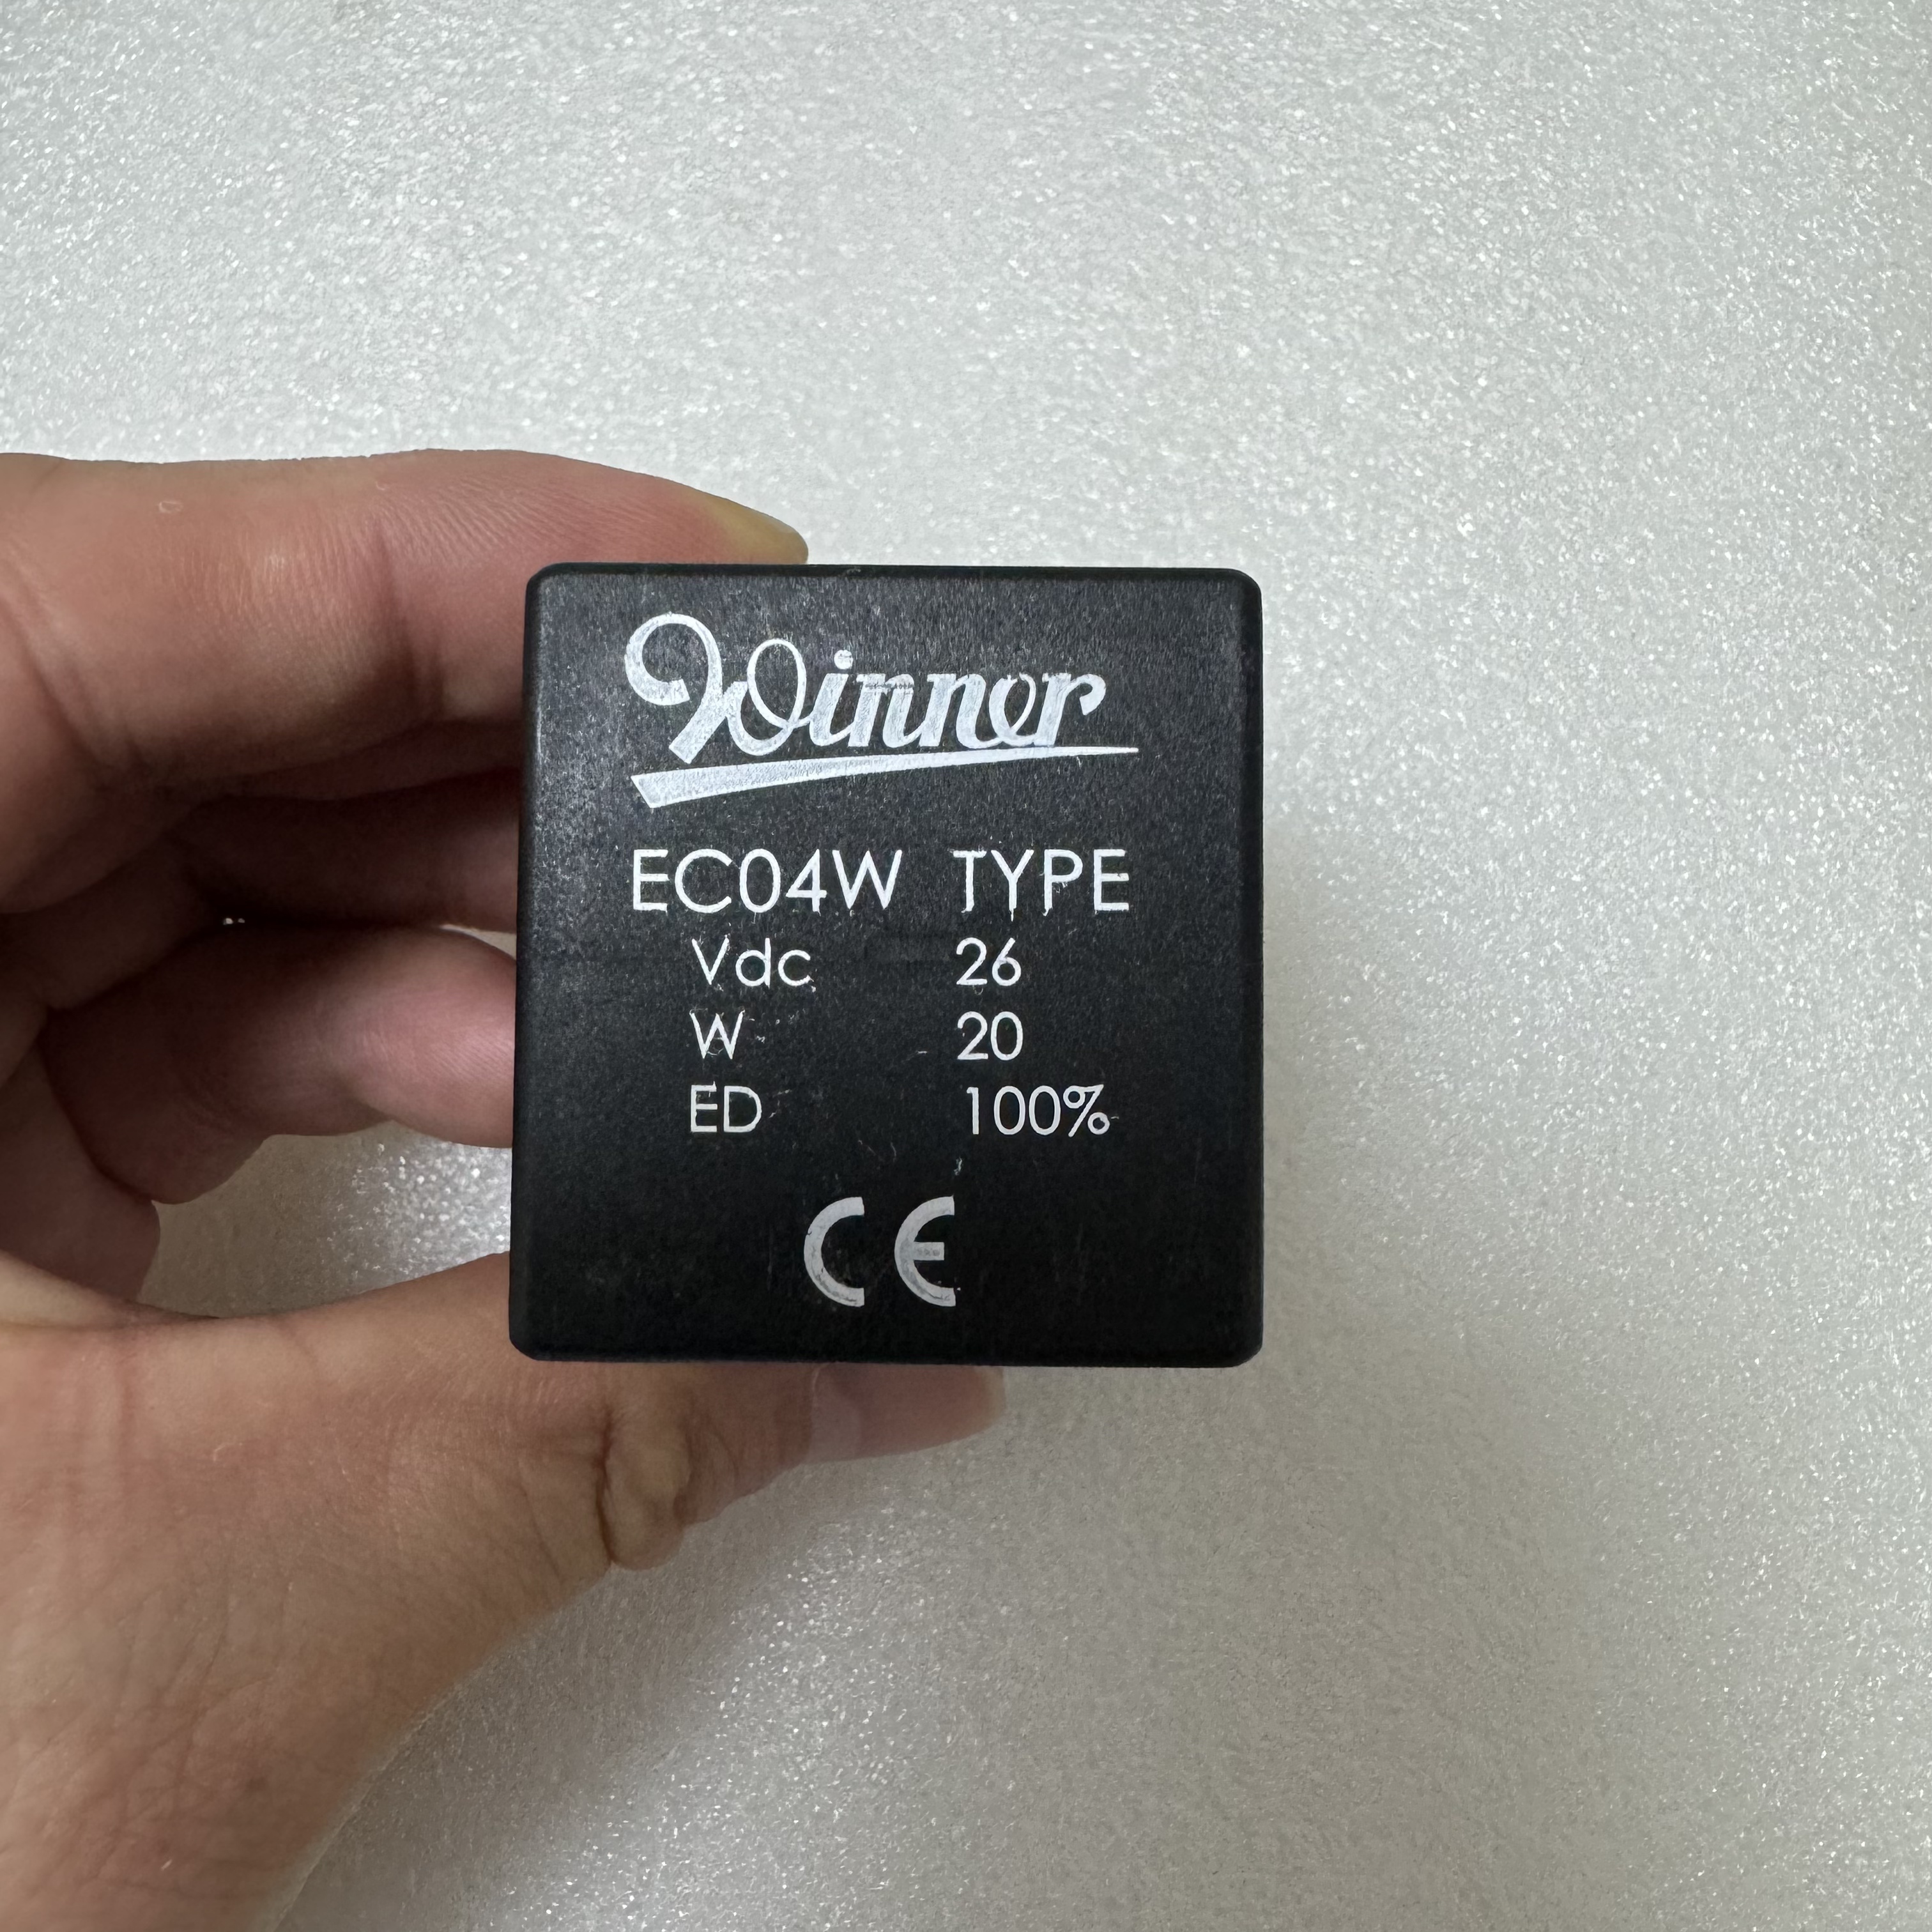 Winner
EC04W TYPE
Vdc 26
W 20
ED 100%
CE